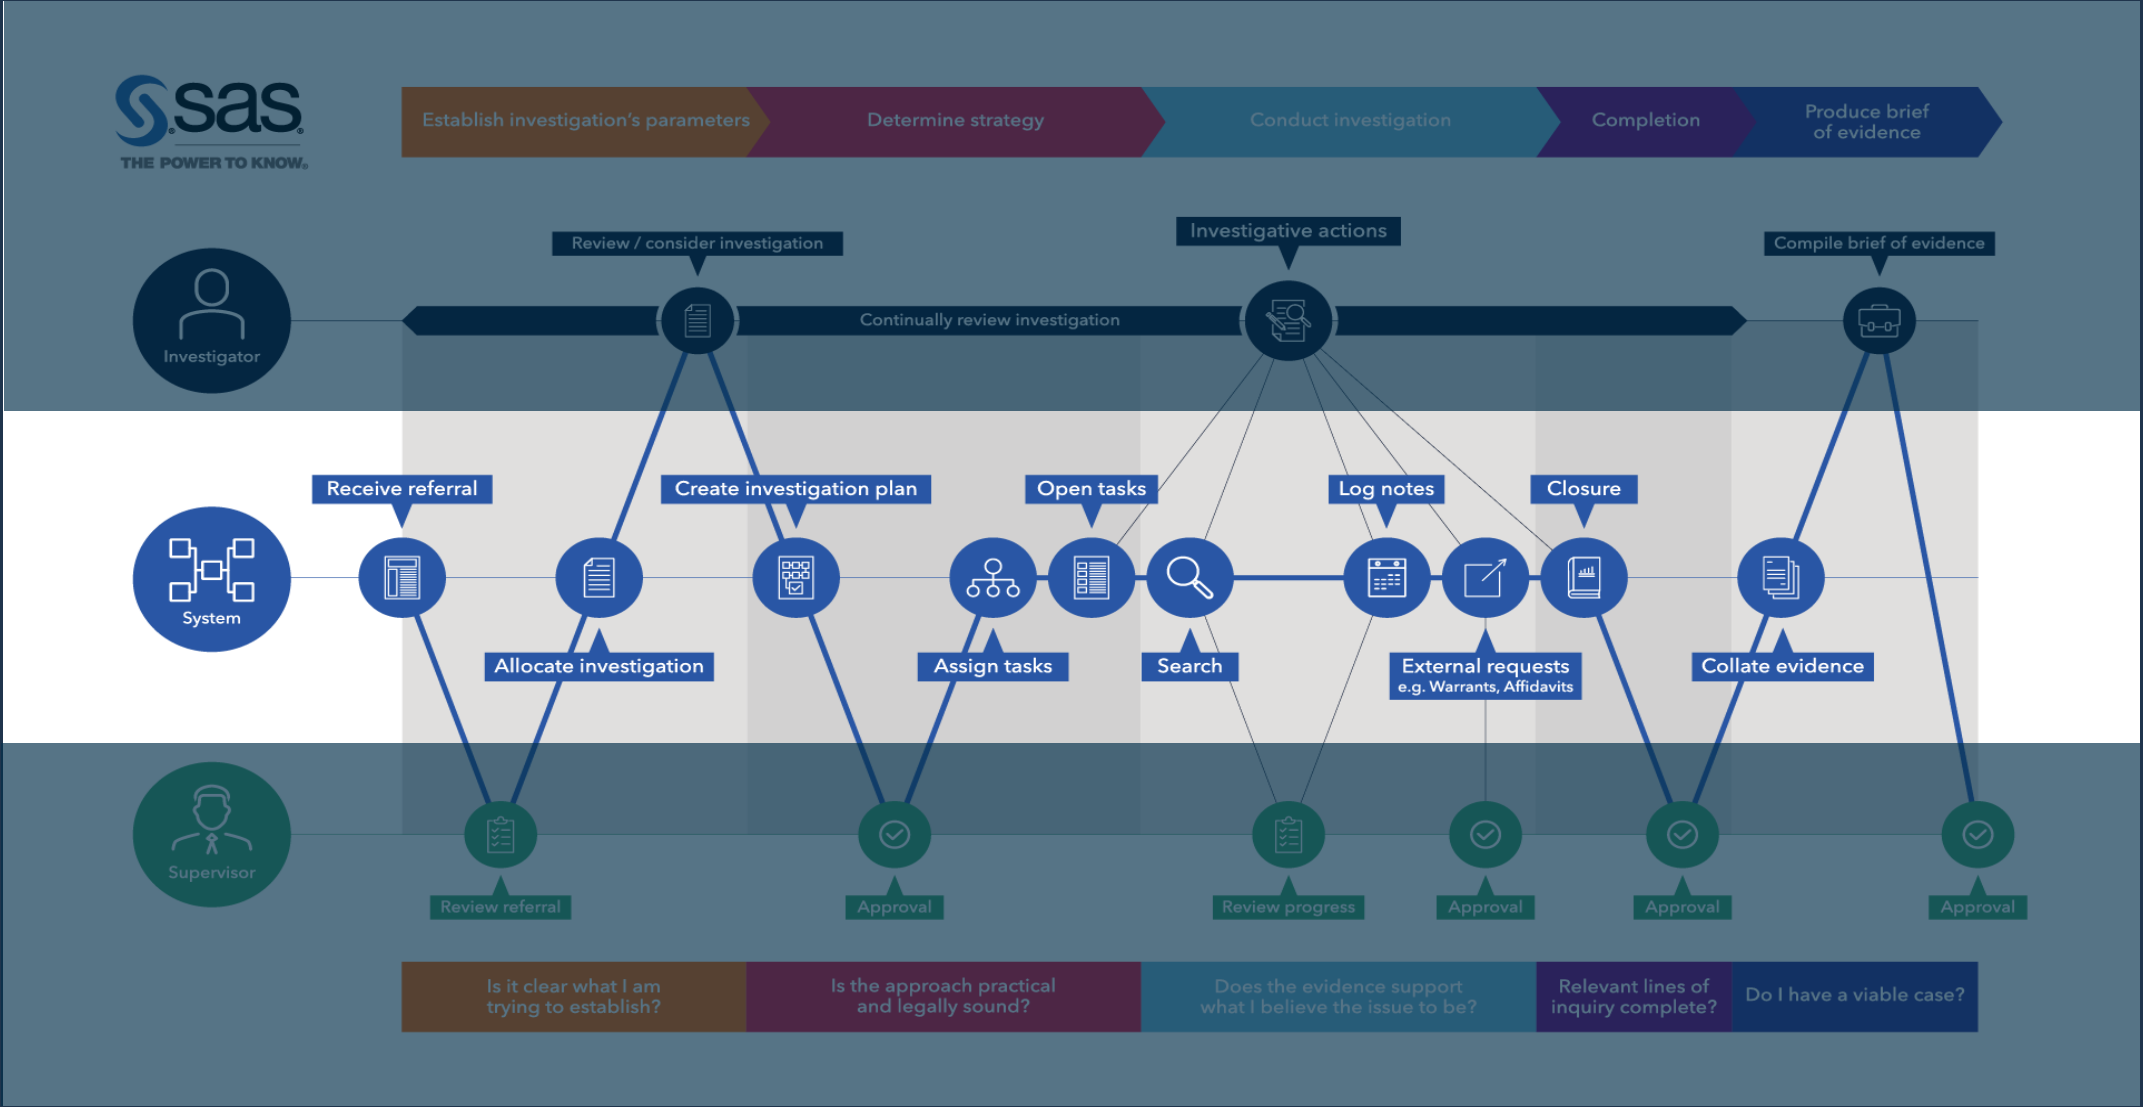 sas
THE POWER TO KNOW®
Establish investigation's parameters
Determine strategy
Conduct investigation
Completion
Produce brief
of evidence
Review / consider investigation
Investigative actions
Compile brief of evidence
Investigator
Continually review investigation
Receive referral
Create investigation plan
Open tasks
Log notes
Closure
System
Allocate investigation
Assign tasks
Search
External requests
e.g. Warrants, Affidavits
Collate evidence
Supervisor
Review referral
Approval
Review progress
Approval
Approval
Approval
Is it clear what I am
trying to establish?
Is the approach practical
and legally sound?
Does the evidence support
what I believe the issue to be?
Relevant lines of
inquiry complete?
Do I have a viable case?